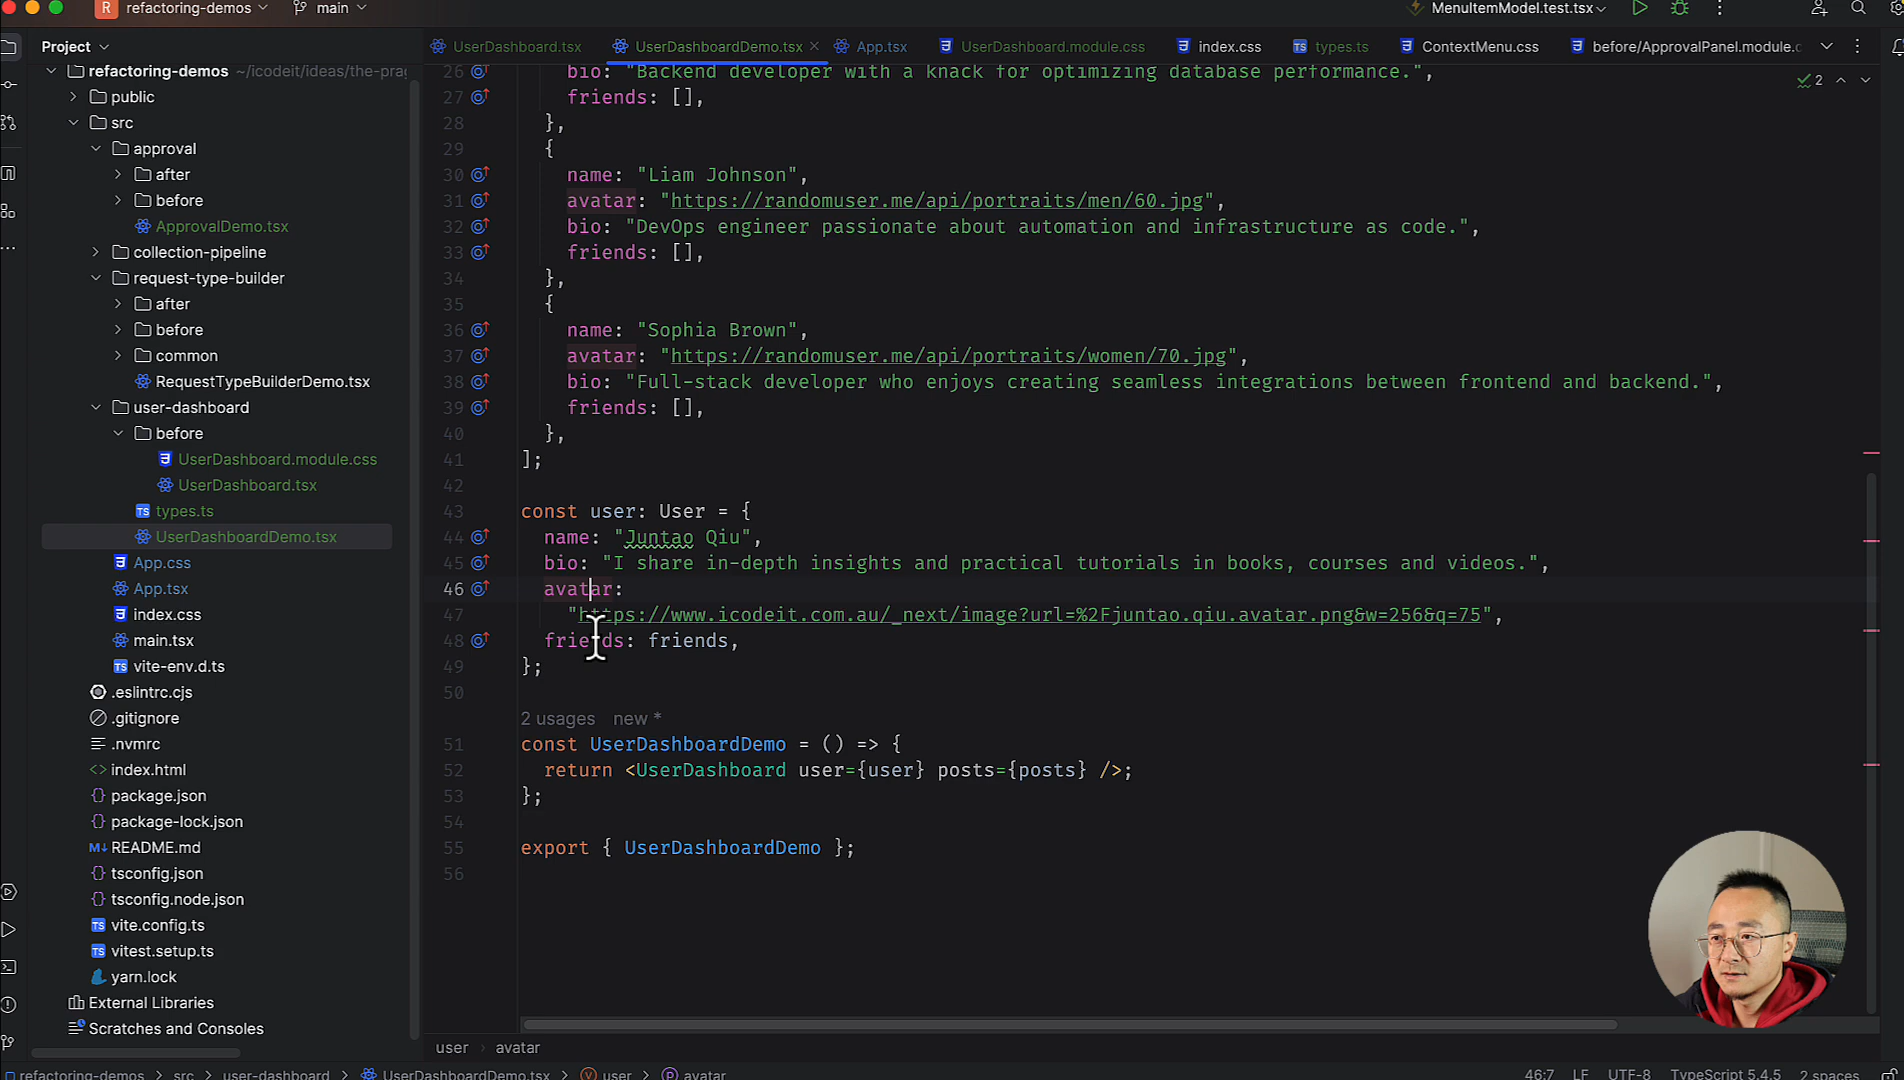 R refactoring-demos main MenuItemModel.test.tsx
Project UserDashboard.tsx UserDashboardDemo.tsx App.tsx UserDashboard.module.css index.css TS types.ts ContextMenu.css before/ApprovalPanel.module.c
refactoring-demos ~/icodeit/ideas/the-prag
public
src
approval
after
before
ApprovalDemo.tsx
collection-pipeline
request-type-builder
after
before
common
RequestTypeBuilderDemo.tsx
user-dashboard
before
UserDashboard.module.css
UserDashboard.tsx
TS types.ts
UserDashboardDemo.tsx
App.css
App.tsx
index.css
main.tsx
TS vite-env.d.ts
.eslintrc.cjs
.gitignore
.nvmrc
<> index.html
{} package.json
{} package-lock.json
M↓ README.md
{} tsconfig.json
{} tsconfig.node.json
TS vite.config.ts
TS vitest.setup.ts
yarn.lock
External Libraries
Scratches and Consoles
2
26 bio: "Backend developer with a knack for optimizing database performance.",
27 friends: [],
28 },
29 {
30 name: "Liam Johnson",
31 avatar: "https://randomuser.me/api/portraits/men/60.jpg",
32 bio: "DevOps engineer passionate about automation and infrastructure as code.",
33 friends: [],
34 },
35 {
36 name: "Sophia Brown",
37 avatar: "https://randomuser.me/api/portraits/women/70.jpg",
38 bio: "Full-stack developer who enjoys creating seamless integrations between frontend and backend.",
39 friends: [],
40 },
41 ];
42
43 const user: User = {
44 name: "Juntao Qiu",
45 bio: "I share in-depth insights and practical tutorials in books, courses and videos.",
46 avatar:
47 "https://www.icodeit.com.au/_next/image?url=%2Fjuntao.qiu.avatar.png&w=256&q=75",
48 friends: friends,
49 };
50
2 usages new *
51 const UserDashboardDemo = () => {
52 return <UserDashboard user={user} posts={posts} />;
53 };
54
55 export { UserDashboardDemo };
56
user > avatar
refactoring-demos > src > user-dashboard > UserDashboardDemo.tsx > user > avatar 46:7 LF UTF-8 TypeScript 5.4.5 2 spaces